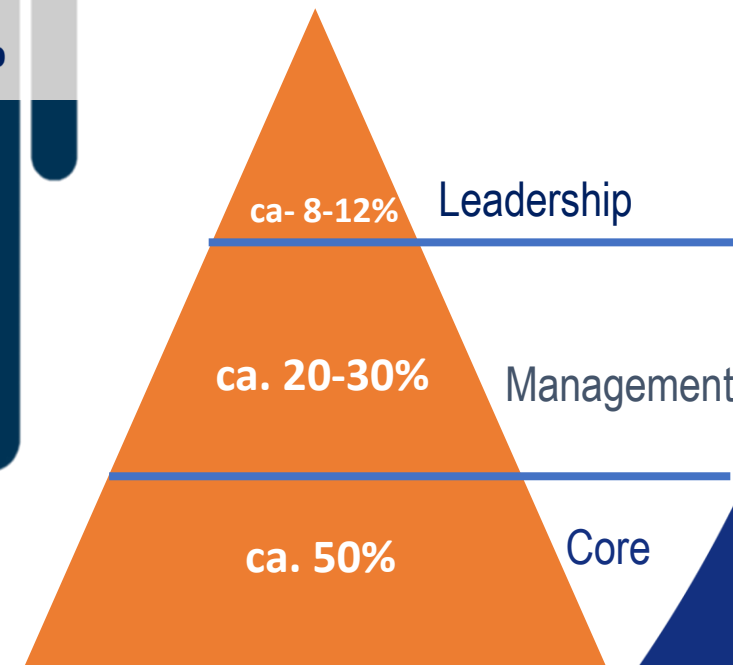 ca- 8-12%
Leadership
ca. 20-30%
Management
ca. 50%
Core